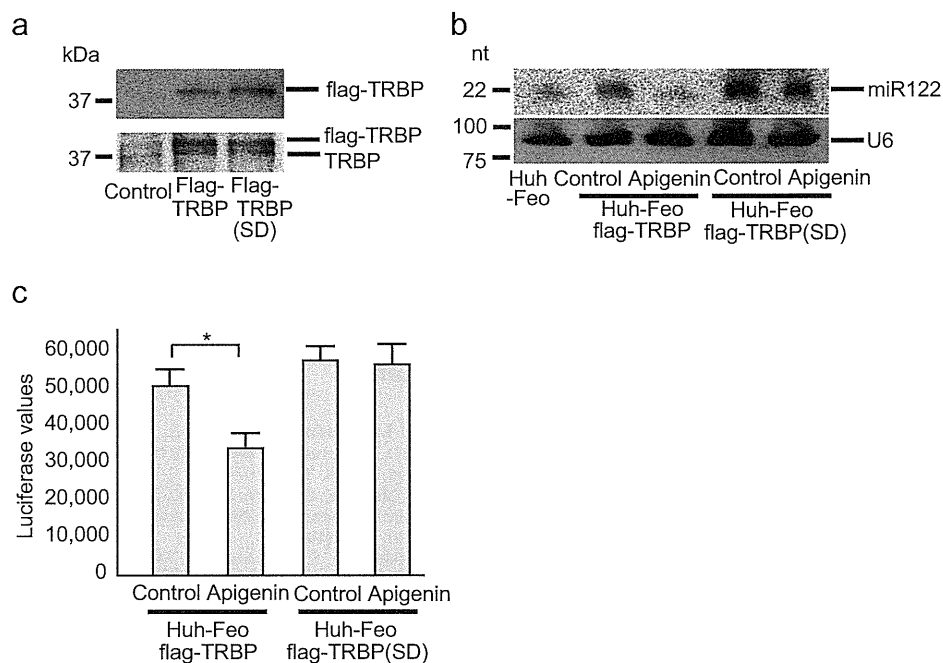 a
kDa
37
flag-TRBP
37
flag-TRBP
TRBP
Control
Flag-
TRBP
Flag-
TRBP
(SD)
b
nt
22
miR122
100
75
U6
Huh
-Feo
Control Apigenin
Huh-Feo
flag-TRBP
Control Apigenin
Huh-Feo
flag-TRBP(SD)
c
Luciferase values
60,000
50,000
40,000
30,000
20,000
10,000
0
*
Control Apigenin
Huh-Feo
flag-TRBP
Control Apigenin
Huh-Feo
flag-TRBP(SD)